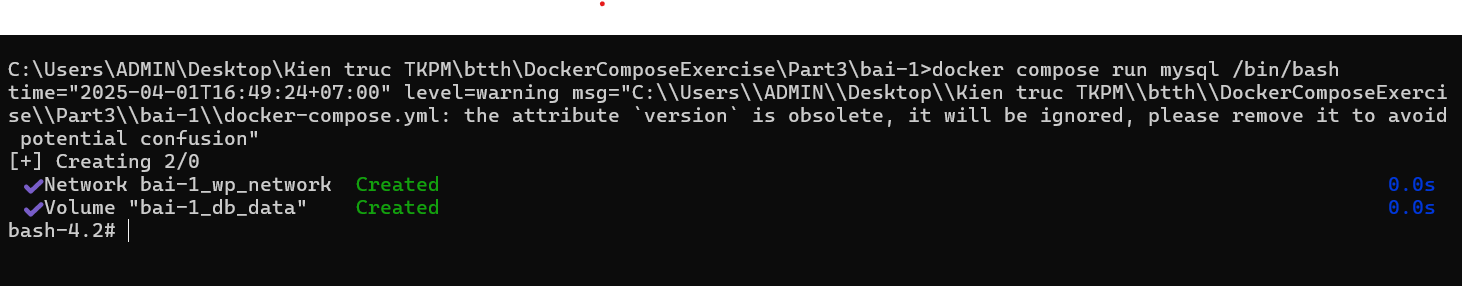 C:\Users\ADMIN\Desktop\Kien truc TKPM\btth\DockerComposeExercise\Part3\bai-1>docker compose run mysql /bin/bash
time="2025-04-01T16:49:24+07:00" level=warning msg="C:\\Users\\ADMIN\\Desktop\\Kien truc TKPM\\btth\\DockerComposeExerci
se\\Part3\\bai-1\\docker-compose.yml: the attribute `version` is obsolete, it will be ignored, please remove it to avoid
 potential confusion"
[+] Creating 2/0
 ✔Network bai-1_wp_network  Created 0.0s
 ✔Volume "bai-1_db_data"    Created 0.0s
bash-4.2#